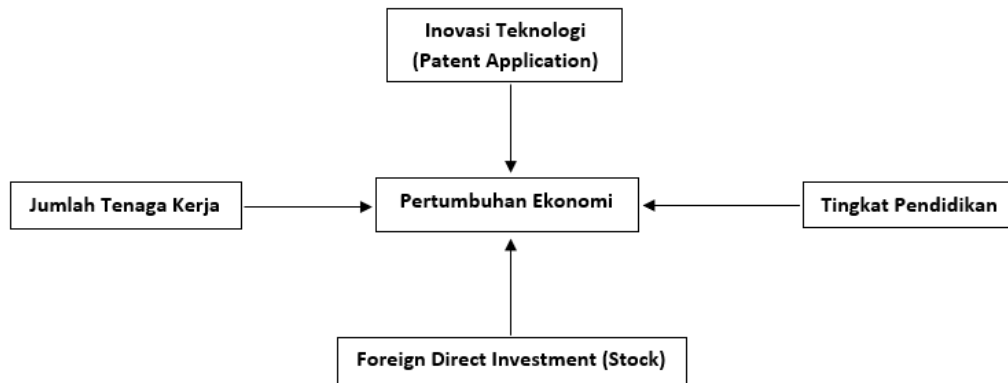 Inovasi Teknologi
(Patent Application)
Jumlah Tenaga Kerja
Pertumbuhan Ekonomi
Tingkat Pendidikan
Foreign Direct Investment (Stock)